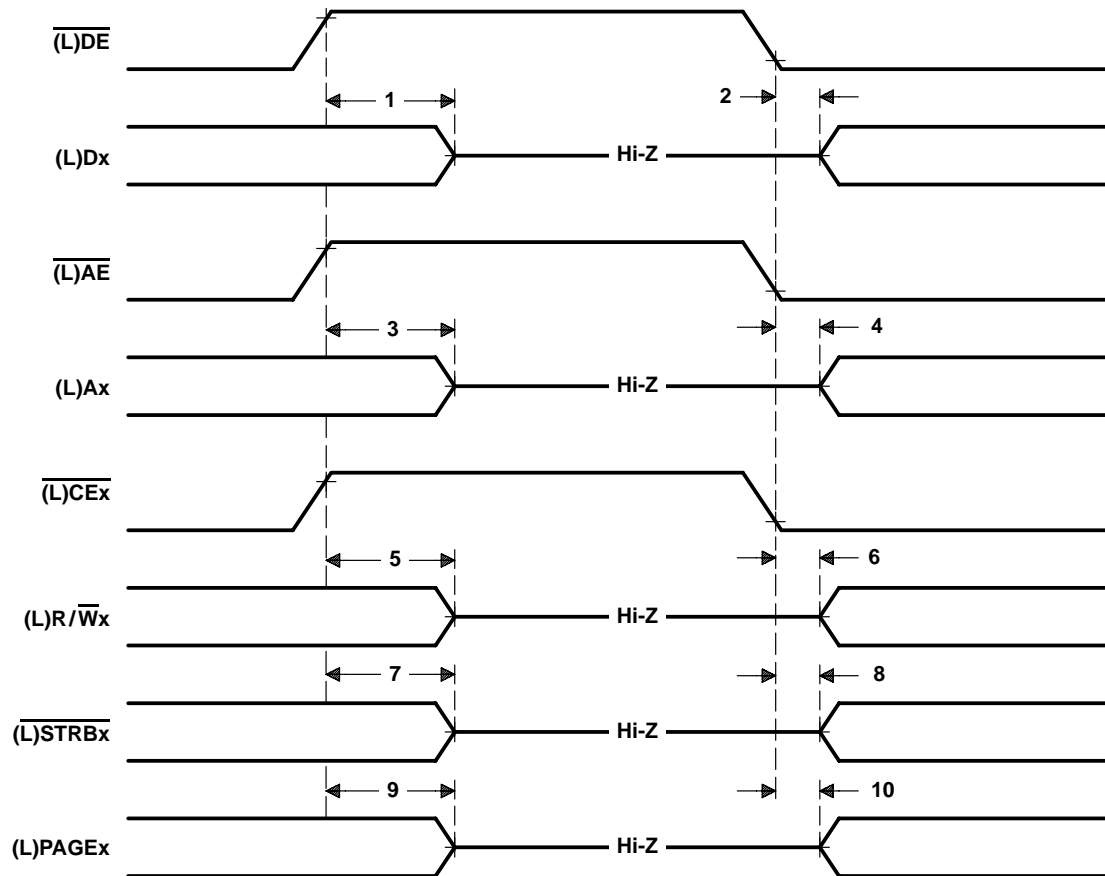 (L)DE
1
2
(L)Dx
Hi-Z
(L)AE
3
4
(L)Ax
Hi-Z
(L)CEx
5
6
(L)R/W̅x
Hi-Z
7
8
(L)STRBx
Hi-Z
9
10
(L)PAGEx
Hi-Z